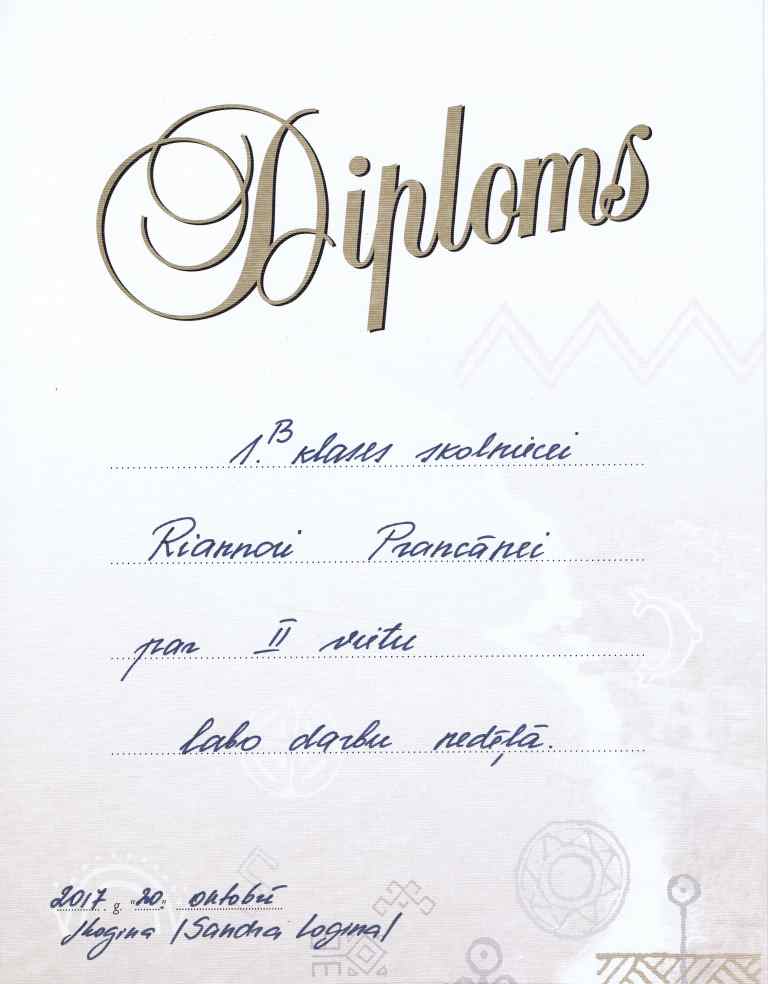 Diploms
1.B klases skolniecei
Riannai Prancānei
par II vietu
labo darbu nedēļā.
2017. g. "20." oktobrī
/Sandra Logina/